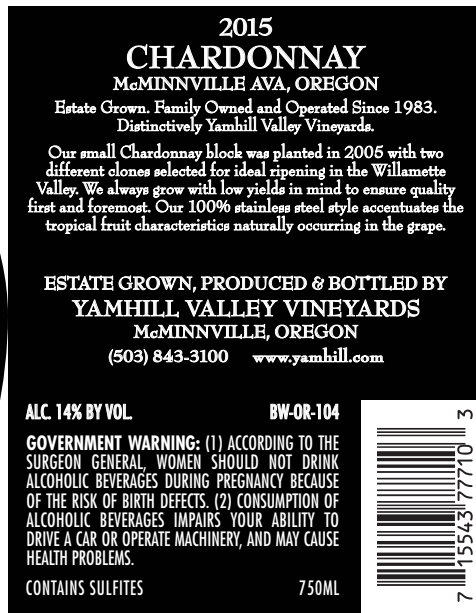 2015
CHARDONNAY
McMINNVILLE AVA, OREGON
Estate Grown. Family Owned and Operated Since 1983.
Distinctively Yamhill Valley Vineyards.
Our small Chardonnay block was planted in 2005 with two
different clones selected for ideal ripening in the Willamette
Valley. We always grow with low yields in mind to ensure quality
first and foremost. Our 100% stainless steel style accentuates the
tropical fruit characteristics naturally occurring in the grape.
ESTATE GROWN, PRODUCED & BOTTLED BY
YAMHILL VALLEY VINEYARDS
McMINNVILLE, OREGON
(503) 843-3100 www.yamhill.com
ALC. 14% BY VOL. BW-OR-104
GOVERNMENT WARNING: (1) ACCORDING TO THE
SURGEON GENERAL, WOMEN SHOULD NOT DRINK
ALCOHOLIC BEVERAGES DURING PREGNANCY BECAUSE
OF THE RISK OF BIRTH DEFECTS. (2) CONSUMPTION OF
ALCOHOLIC BEVERAGES IMPAIRS YOUR ABILITY TO
DRIVE A CAR OR OPERATE MACHINERY, AND MAY CAUSE
HEALTH PROBLEMS.
CONTAINS SULFITES 750ML
7 15543 77710 3